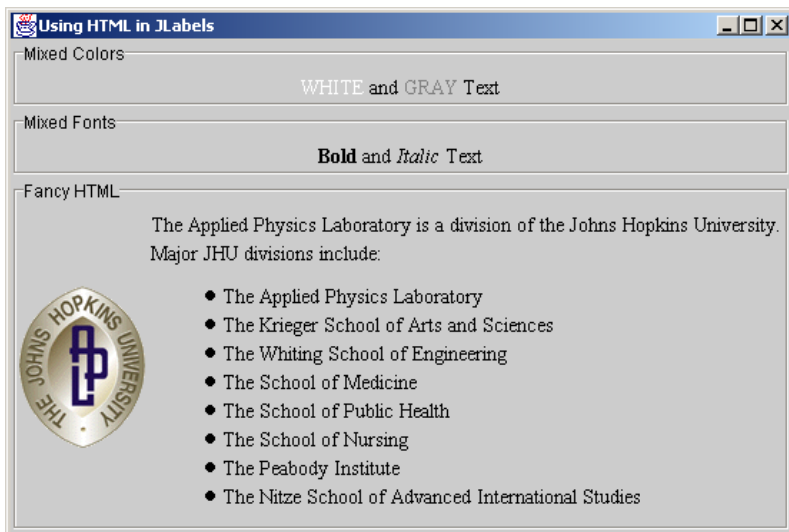 Using HTML in JLabels
Mixed Colors
WHITE and GRAY Text
Mixed Fonts
Bold and Italic Text
Fancy HTML
The Applied Physics Laboratory is a division of the Johns Hopkins University.
Major JHU divisions include:
THE JOHNS HOPKINS UNIVERSITY
APL
• The Applied Physics Laboratory
• The Krieger School of Arts and Sciences
• The Whiting School of Engineering
• The School of Medicine
• The School of Public Health
• The School of Nursing
• The Peabody Institute
• The Nitze School of Advanced International Studies